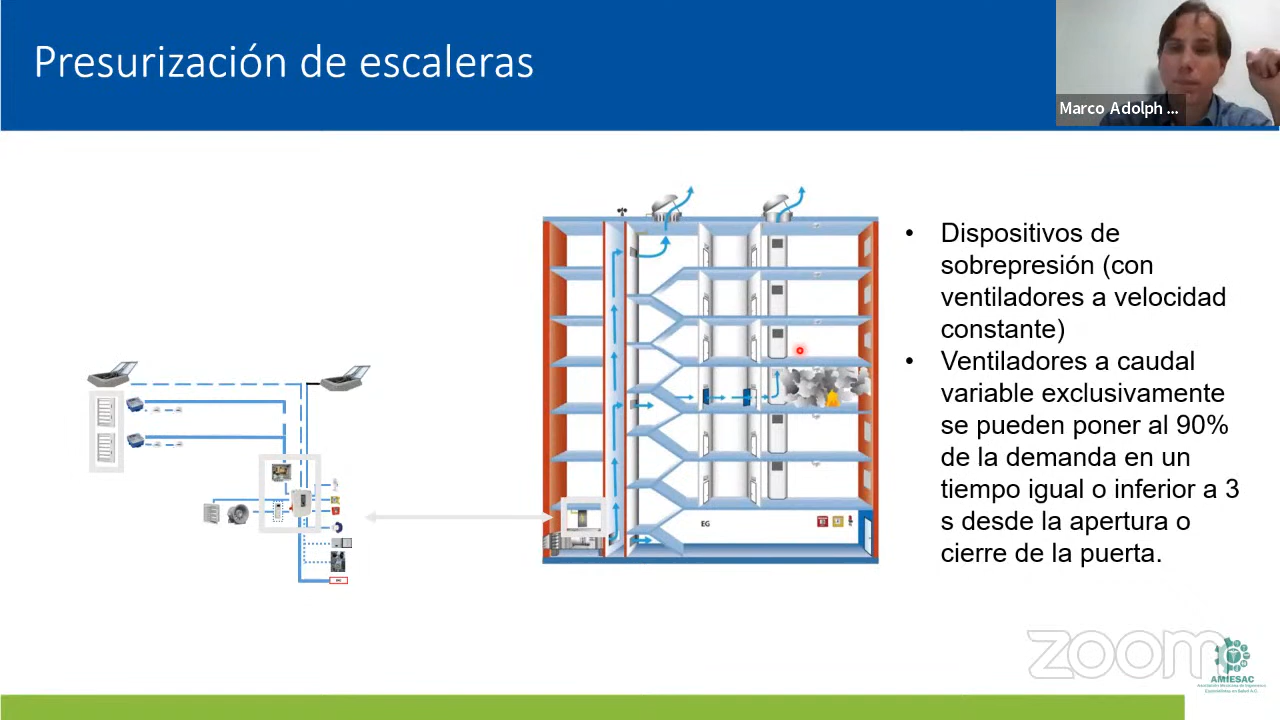 Presurización de escaleras
Marco Adolph ...
• Dispositivos de
sobrepresión (con
ventiladores a velocidad
constante)
• Ventiladores a caudal
variable exclusivamente
se pueden poner al 90%
de la demanda en un
tiempo igual o inferior a 3
s desde la apertura o
cierre de la puerta.
EG
zoom
AMIESAC